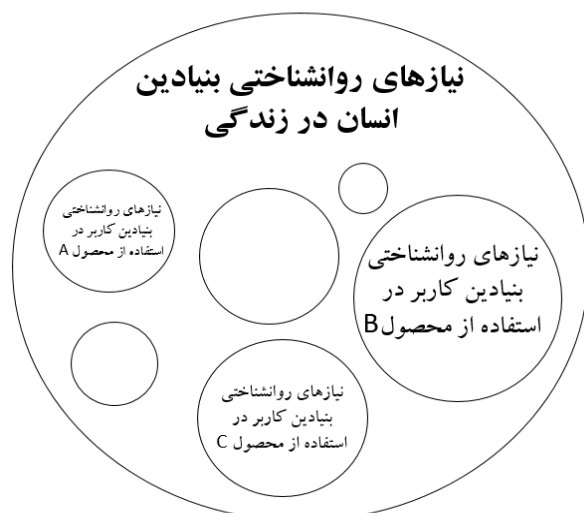 نیازهای روانشناختی بنیادین
انسان در زندگی
نیازهای روانشناختی
بنیادین کاربر در
استفاده از محصول A
نیازهای روانشناختی
بنیادین کاربر در
استفاده از محصول B
نیازهای روانشناختی
بنیادین کاربر در
استفاده از محصول C